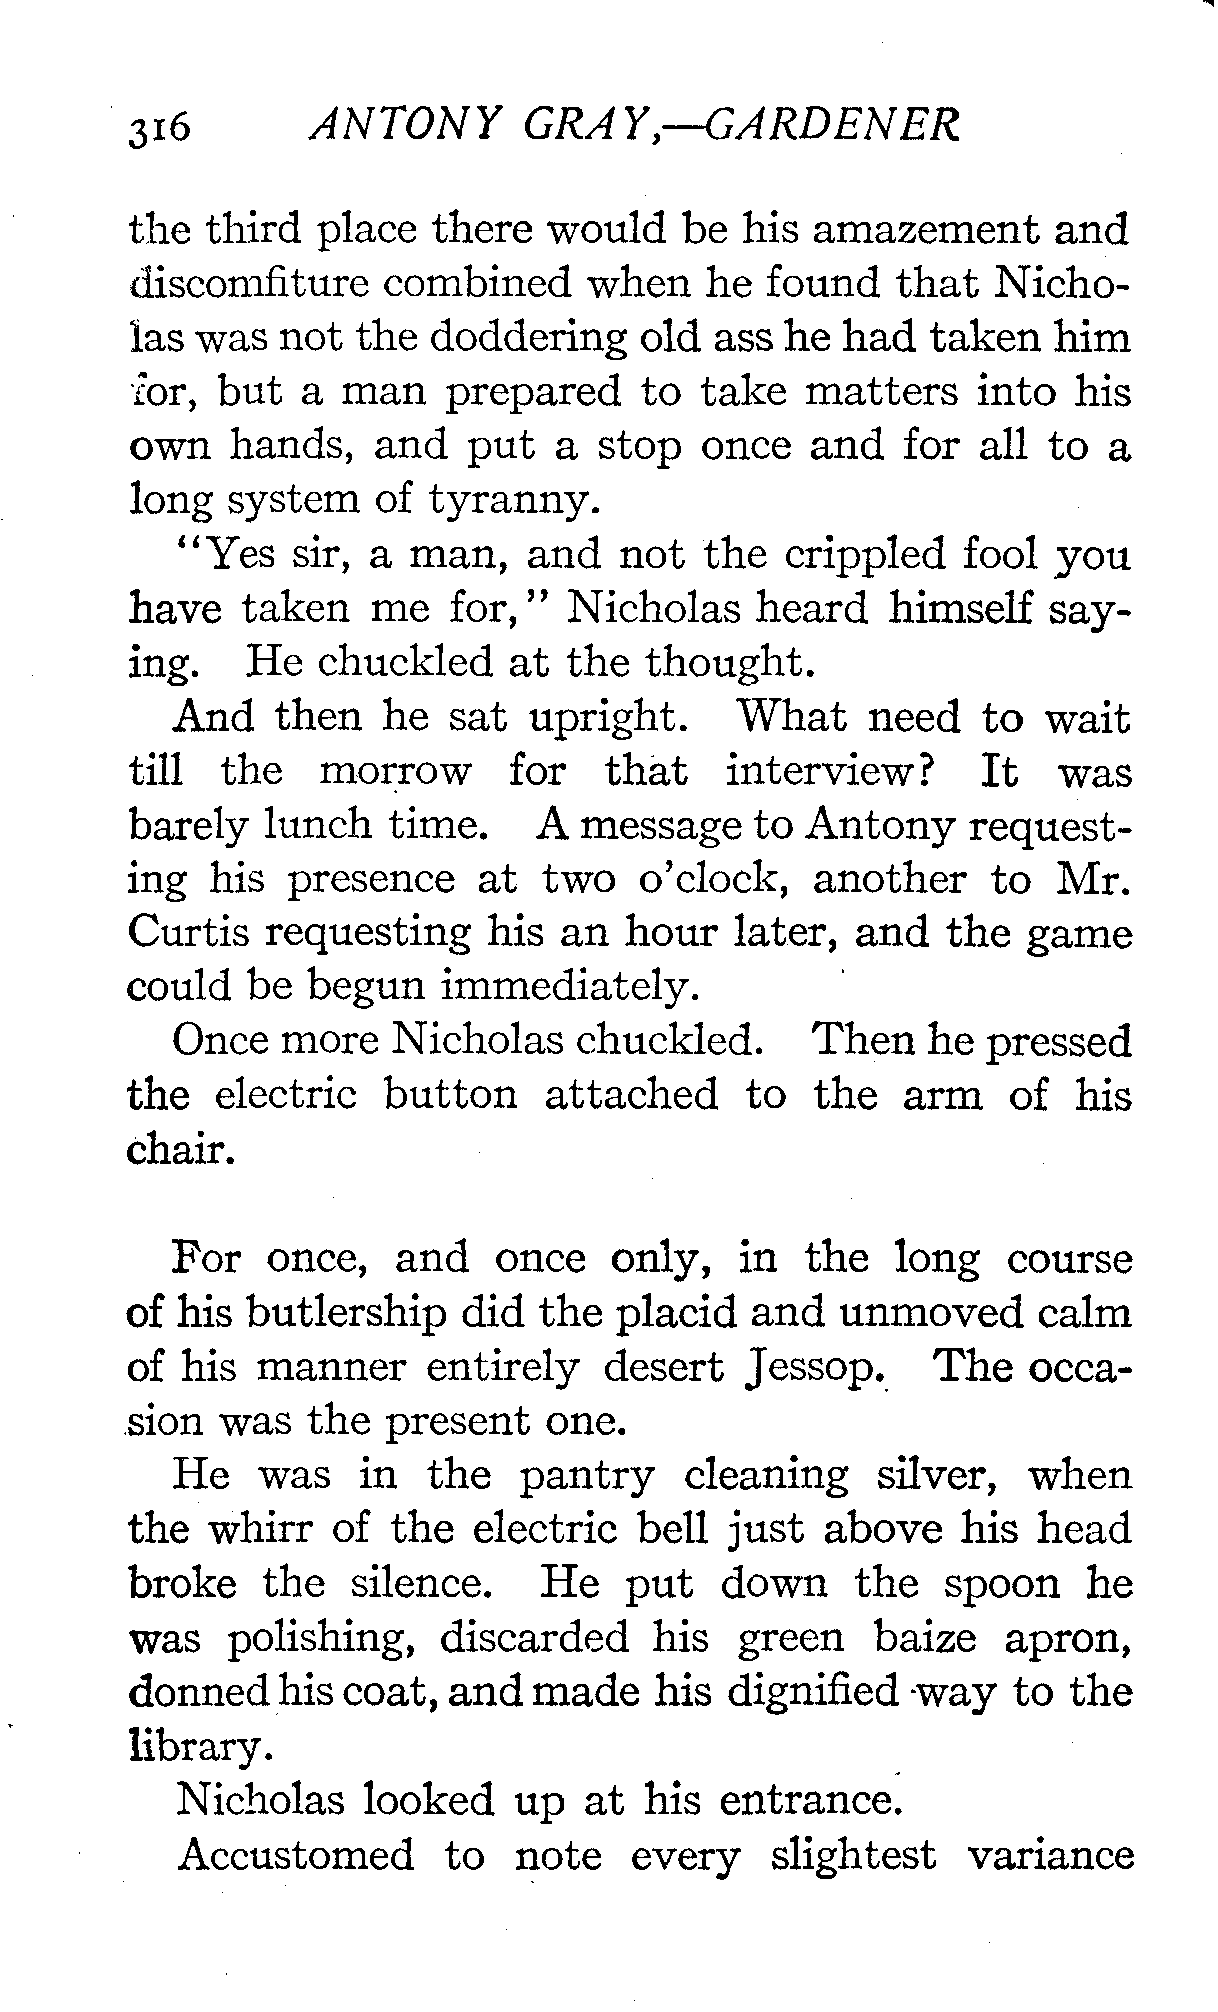 316 ANTONY GRAY,—GARDENER
the third place there would be his amazement and
discomfiture combined when he found that Nicho-
las was not the doddering old ass he had taken him
for, but a man prepared to take matters into his
own hands, and put a stop once and for all to a
long system of tyranny.
"Yes sir, a man, and not the crippled fool you
have taken me for," Nicholas heard himself say-
ing. He chuckled at the thought.
And then he sat upright. What need to wait
till the morrow for that interview? It was
barely lunch time. A message to Antony request-
ing his presence at two o'clock, another to Mr.
Curtis requesting his an hour later, and the game
could be begun immediately.
Once more Nicholas chuckled. Then he pressed
the electric button attached to the arm of his
chair.
For once, and once only, in the long course
of his butlership did the placid and unmoved calm
of his manner entirely desert Jessop. The occa-
sion was the present one.
He was in the pantry cleaning silver, when
the whirr of the electric bell just above his head
broke the silence. He put down the spoon he
was polishing, discarded his green baize apron,
donned his coat, and made his dignified way to the
library.
Nicholas looked up at his entrance.
Accustomed to note every slightest variance